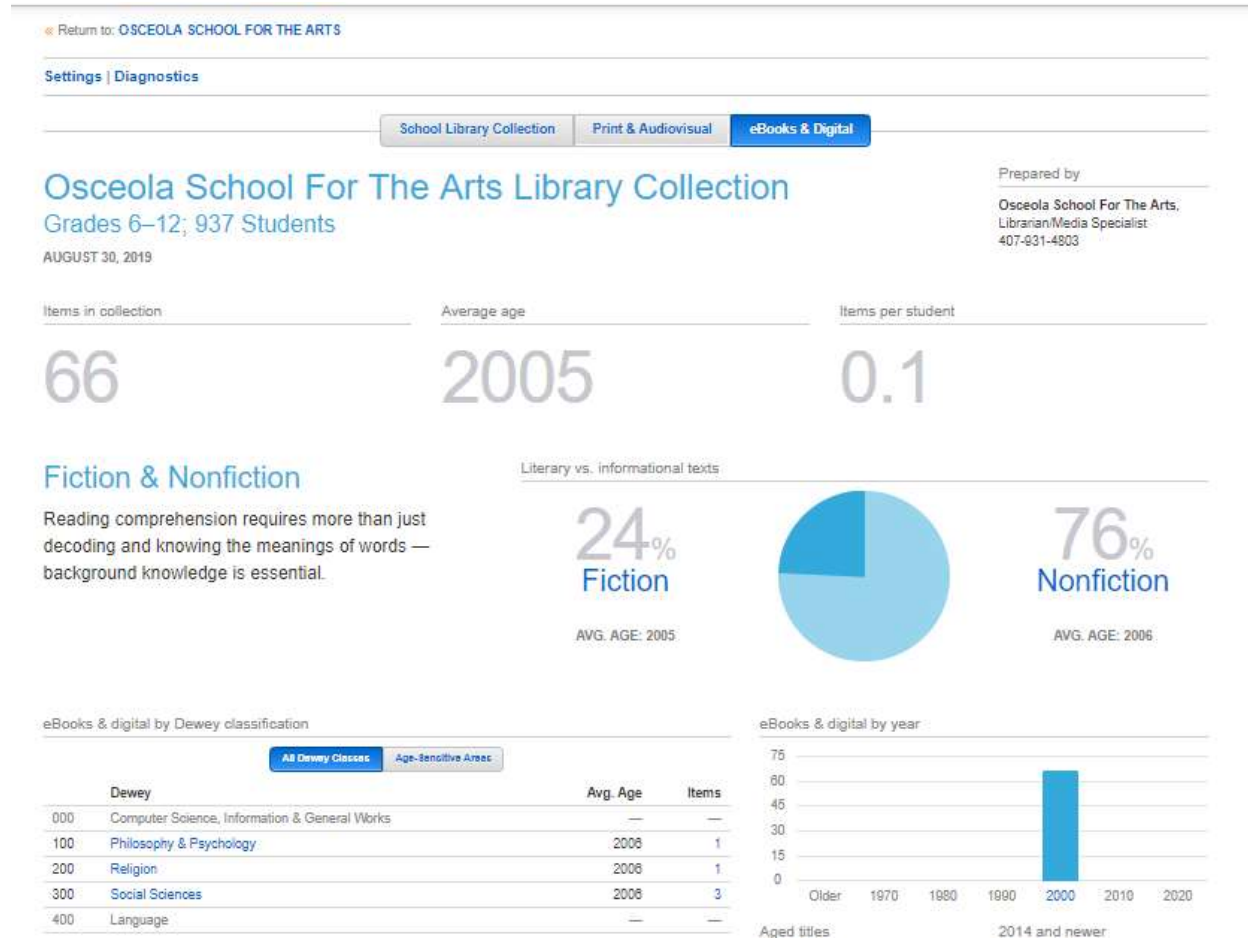 « Return to: OSCEOLA SCHOOL FOR THE ARTS
Settings | Diagnostics
School Library Collection Print & Audiovisual eBooks & Digital
Osceola School For The Arts Library Collection
Grades 6–12; 937 Students
AUGUST 30, 2019
Prepared by
Osceola School For The Arts,
Librarian/Media Specialist
407-931-4803
Items in collection Average age Items per student
66 2005 0.1
Fiction & Nonfiction
Reading comprehension requires more than just
decoding and knowing the meanings of words —
background knowledge is essential.
Literary vs. informational texts
24% 76%
Fiction Nonfiction
AVG. AGE: 2005 AVG. AGE: 2006
eBooks & digital by Dewey classification
All Dewey Classes Age-Sensitive Areas
Dewey Avg. Age Items
000 Computer Science, Information & General Works — —
100 Philosophy & Psychology 2006 1
200 Religion 2006 1
300 Social Sciences 2006 3
400 Language — —
eBooks & digital by year
75
60
45
30
15
0
Older 1970 1980 1990 2000 2010 2020
Aged titles 2014 and newer